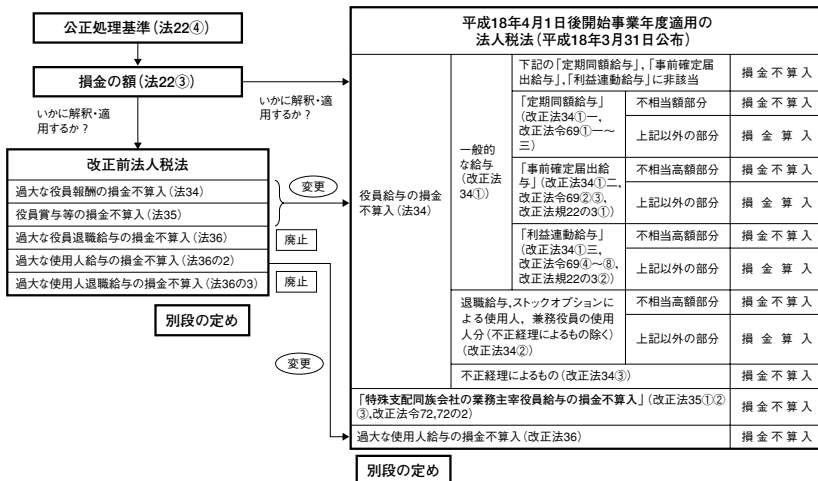 公正処理基準（法22④）
損金の額（法22③）
いかに解釈・適
用するか？
いかに解釈・適
用するか？
改正前法人税法
過大な役員報酬の損金不算入（法34）
役員賞与等の損金不算入（法35）
過大な役員退職給与の損金不算入（法36）
過大な使用人給与の損金不算入（法36の2）
過大な使用人退職給与の損金不算入（法36の3）
別段の定め
変更
廃止
廃止
変更
平成18年4月1日後開始事業年度適用の
法人税法（平成18年3月31日公布）
役員給与の損金
不算入（法34）
一般的
な給与
（改正法
34①）
下記の「定期同額給与」，「事前確定届
出給与」，「利益連動給与」に非該当
損金不算入
「定期同額給与」
（改正法34①一，
改正法令69①一～
三）
不相当額部分
損金不算入
上記以外の部分
損金算入
「事前確定届出給
与」（改正法34①二，
改正法令69②③，
改正法規22の3①）
不相当高額部分
損金不算入
上記以外の部分
損金算入
「利益連動給与」
（改正法34①三，
改正法令69④～⑧，
改正法規22の3②）
不相当高額部分
損金不算入
上記以外の部分
損金算入
退職給与，ストックオプションに
よる使用人，兼務役員の使用
人分（不正経理によるもの除く）
（改正法34②）
不相当高額部分
損金不算入
上記以外の部分
損金算入
不正経理によるもの（改正法34③）
損金不算入
「特殊支配同族会社の業務主宰役員給与の損金不算入」（改正法35①②
③，改正法令72，72の2）
損金不算入
過大な使用人給与の損金不算入（改正法36）
損金不算入
別段の定め